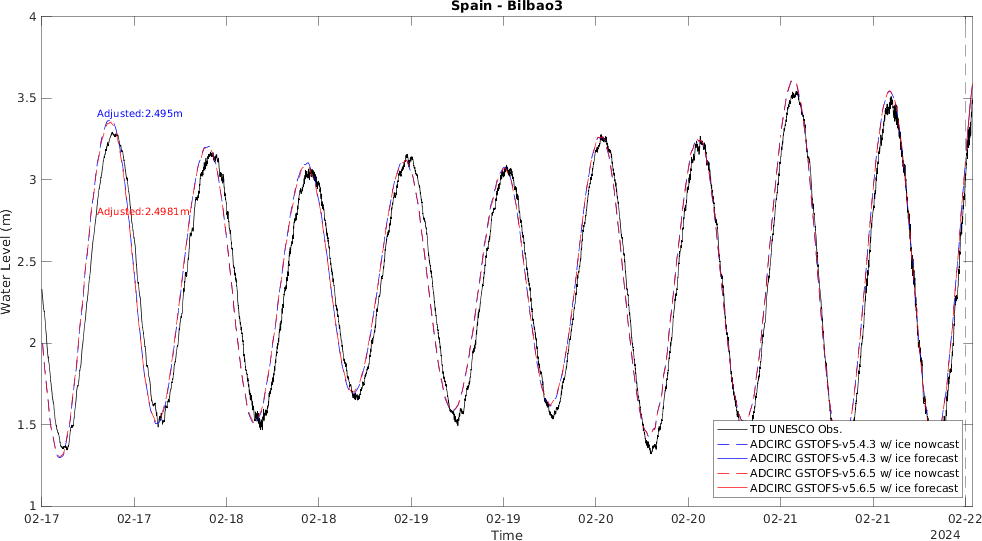 Spain - Bilbao3
4
3.5
3
2.5
2
1.5
1
Water Level (m)
Adjusted:2.495m
Adjusted:2.4981m
TD UNESCO Obs.
ADCIRC GSTOFS-v5.4.3 w/ ice nowcast
ADCIRC GSTOFS-v5.4.3 w/ ice forecast
ADCIRC GSTOFS-v5.6.5 w/ ice nowcast
ADCIRC GSTOFS-v5.6.5 w/ ice forecast
02-17 02-17 02-18 02-18 02-19 02-19 02-20 02-20 02-21 02-21 02-22
2024
Time